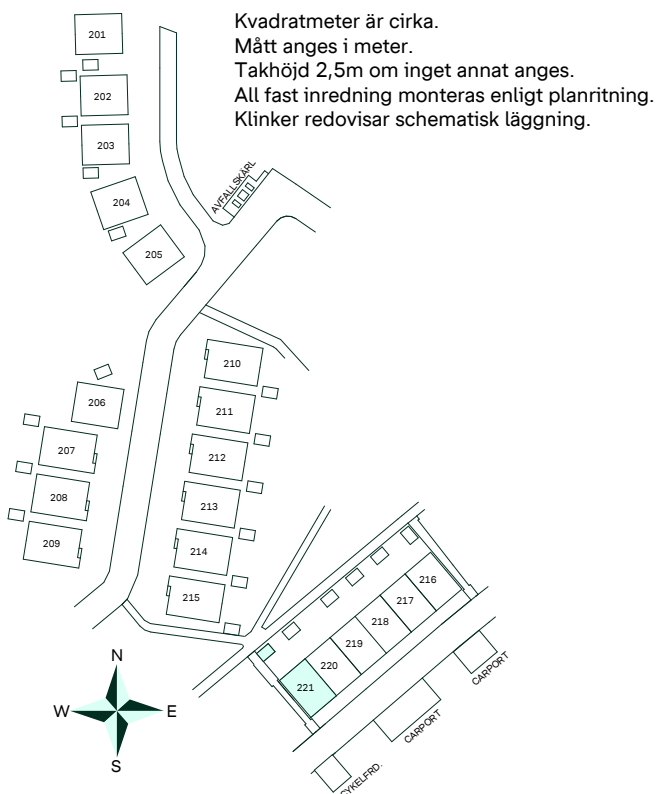 Kvadratmeter är cirka.
Mått anges i meter.
Takhöjd 2,5m om inget annat anges.
All fast inredning monteras enligt planritning.
Klinker redovisar schematisk läggning.
201
202
203
204
205
AVFALLSKÄRL
206
207
208
209
210
211
212
213
214
215
216
217
218
219
220
221
CARPORT
CARPORT
CYKELFRD.
N
W
E
S